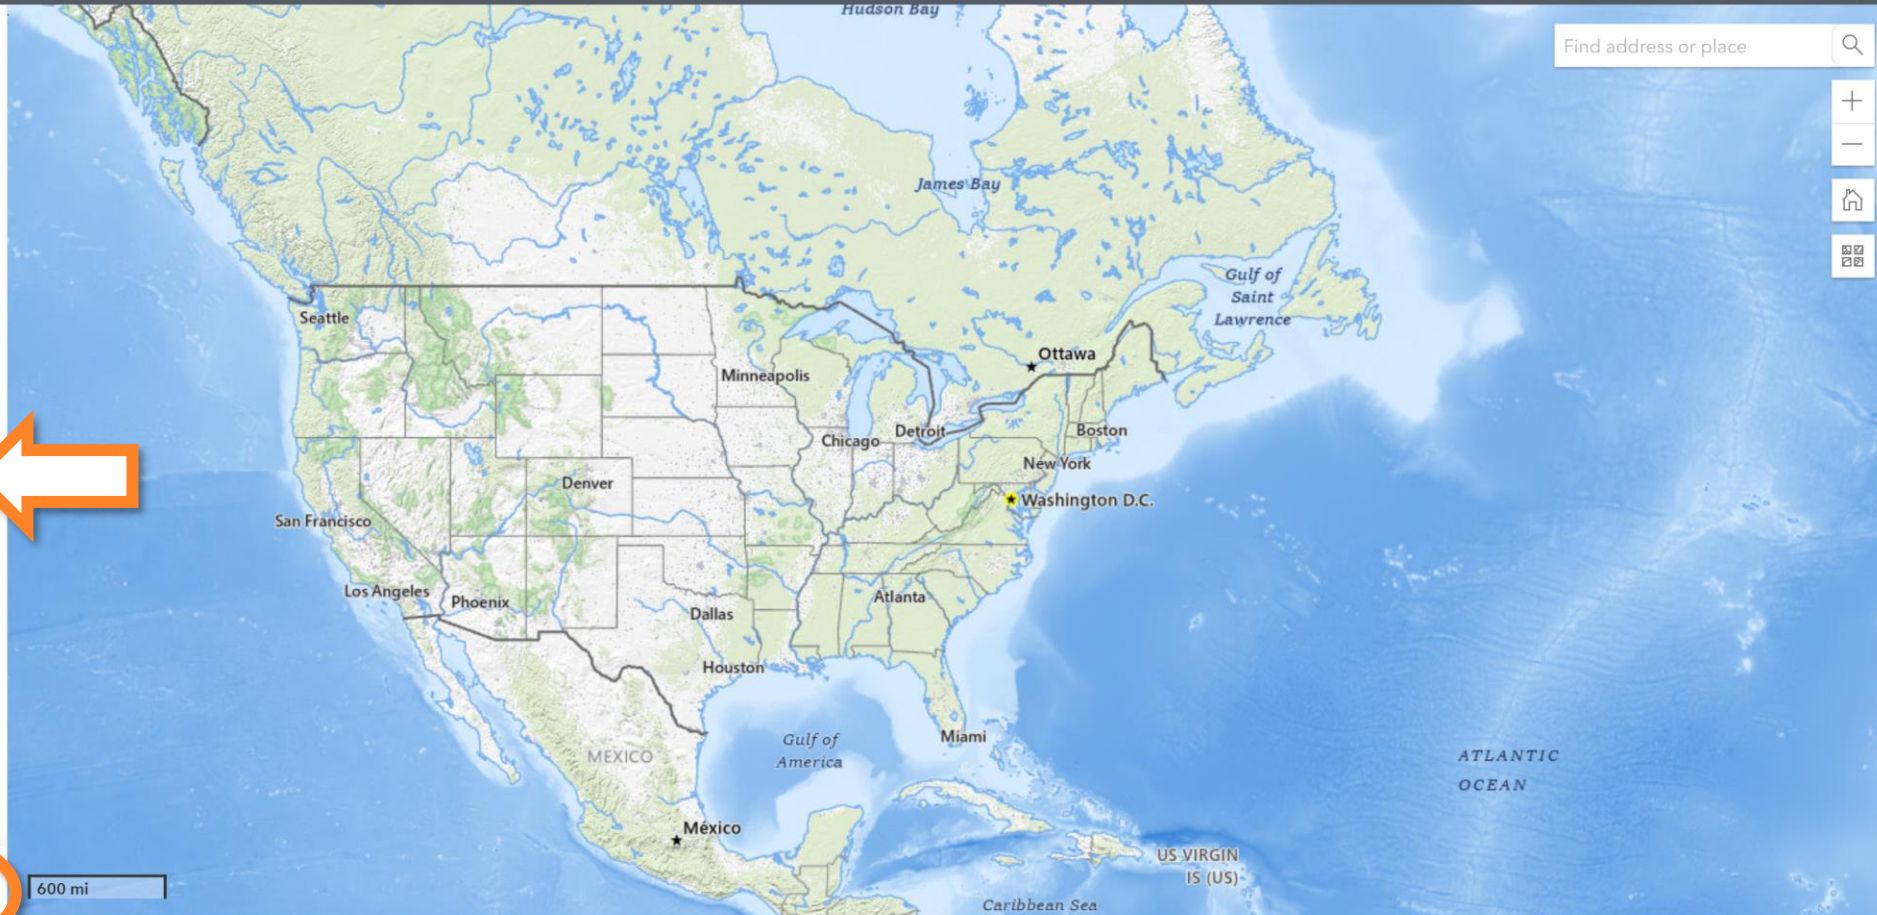 Hudson Bay
Find address or place
James Bay
Gulf of
Saint
Lawrence
Seattle
Ottawa
Minneapolis
Chicago
Detroit
Boston
New York
Denver
Washington D.C.
San Francisco
Los Angeles
Phoenix
Atlanta
Dallas
Houston
Gulf of
America
Miami
MEXICO
ATLANTIC
OCEAN
México
US VIRGIN
IS (US)
600 mi
Caribbean Sea